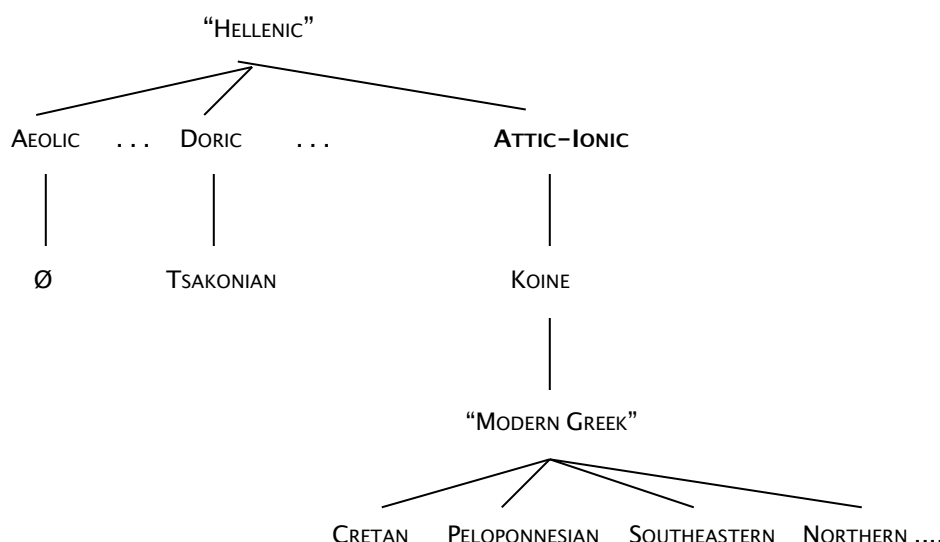 “Hellenic”
Aeolic ... Doric ... Attic–Ionic
Ø Tsakonian Koine
“Modern Greek”
Cretan Peloponnesian Southeastern Northern ....